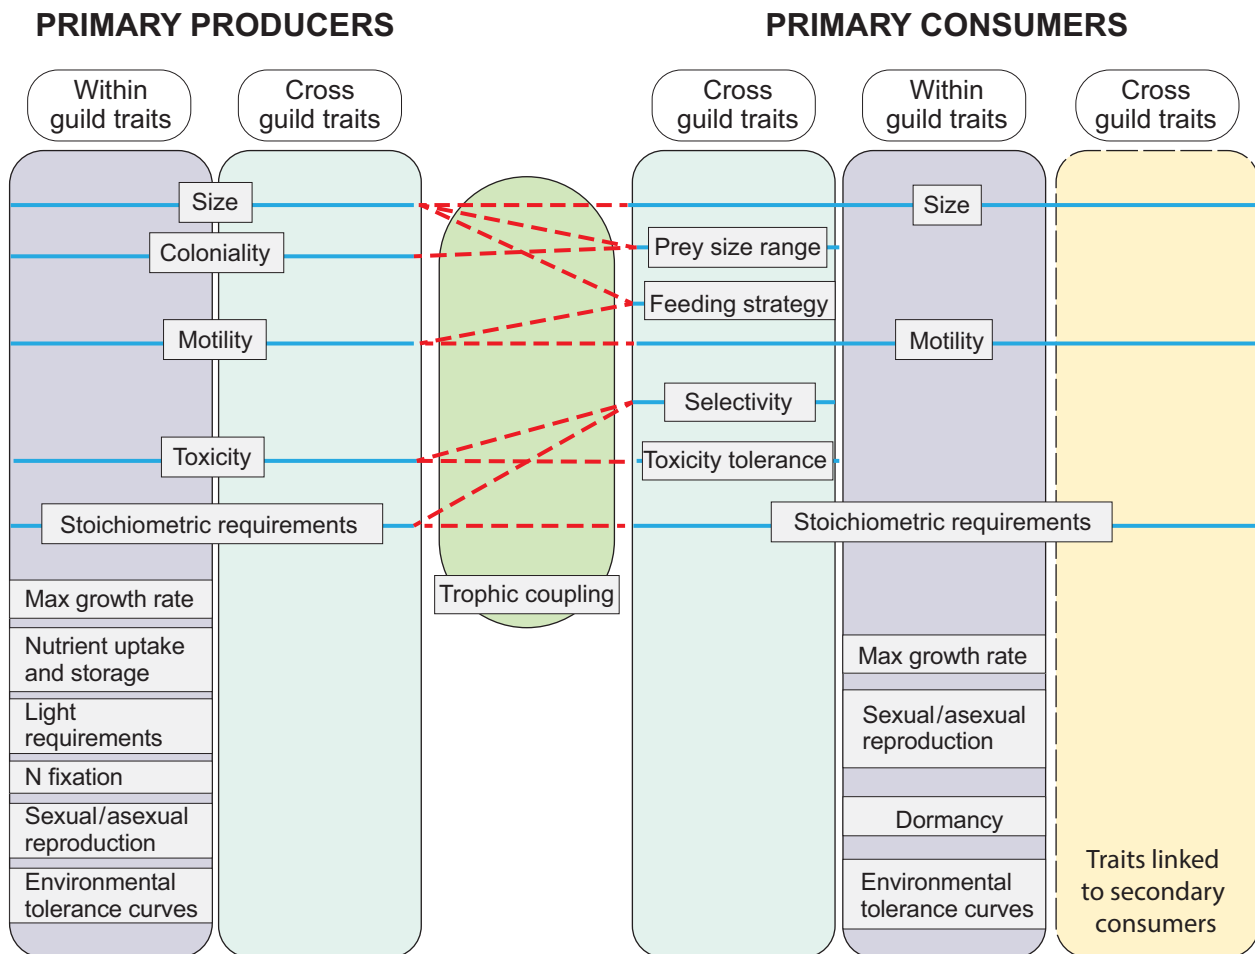 PRIMARY PRODUCERS
PRIMARY CONSUMERS
Within
guild traits
Cross
guild traits
Cross
guild traits
Within
guild traits
Cross
guild traits
Size
Coloniality
Motility
Toxicity
Stoichiometric requirements
Max growth rate
Nutrient uptake
and storage
Light
requirements
N fixation
Sexual/asexual
reproduction
Environmental
tolerance curves
Trophic coupling
Size
Prey size range
Feeding strategy
Motility
Selectivity
Toxicity tolerance
Stoichiometric requirements
Max growth rate
Sexual/asexual
reproduction
Dormancy
Environmental
tolerance curves
Traits linked
to secondary
consumers